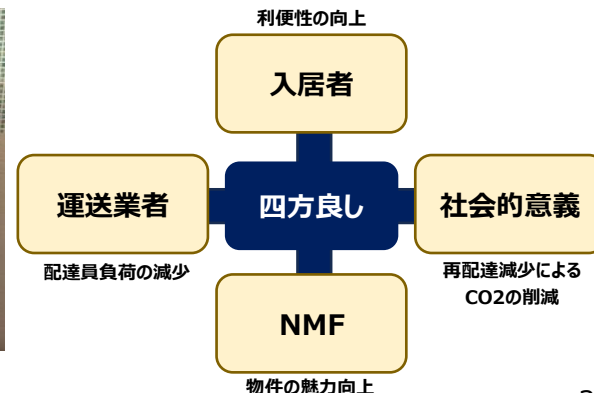 利便性の向上
入居者
運送業者
四方良し
社会的意義
配達員負荷の減少
再配達減少による
CO2の削減
NMF
物件の魅力向上